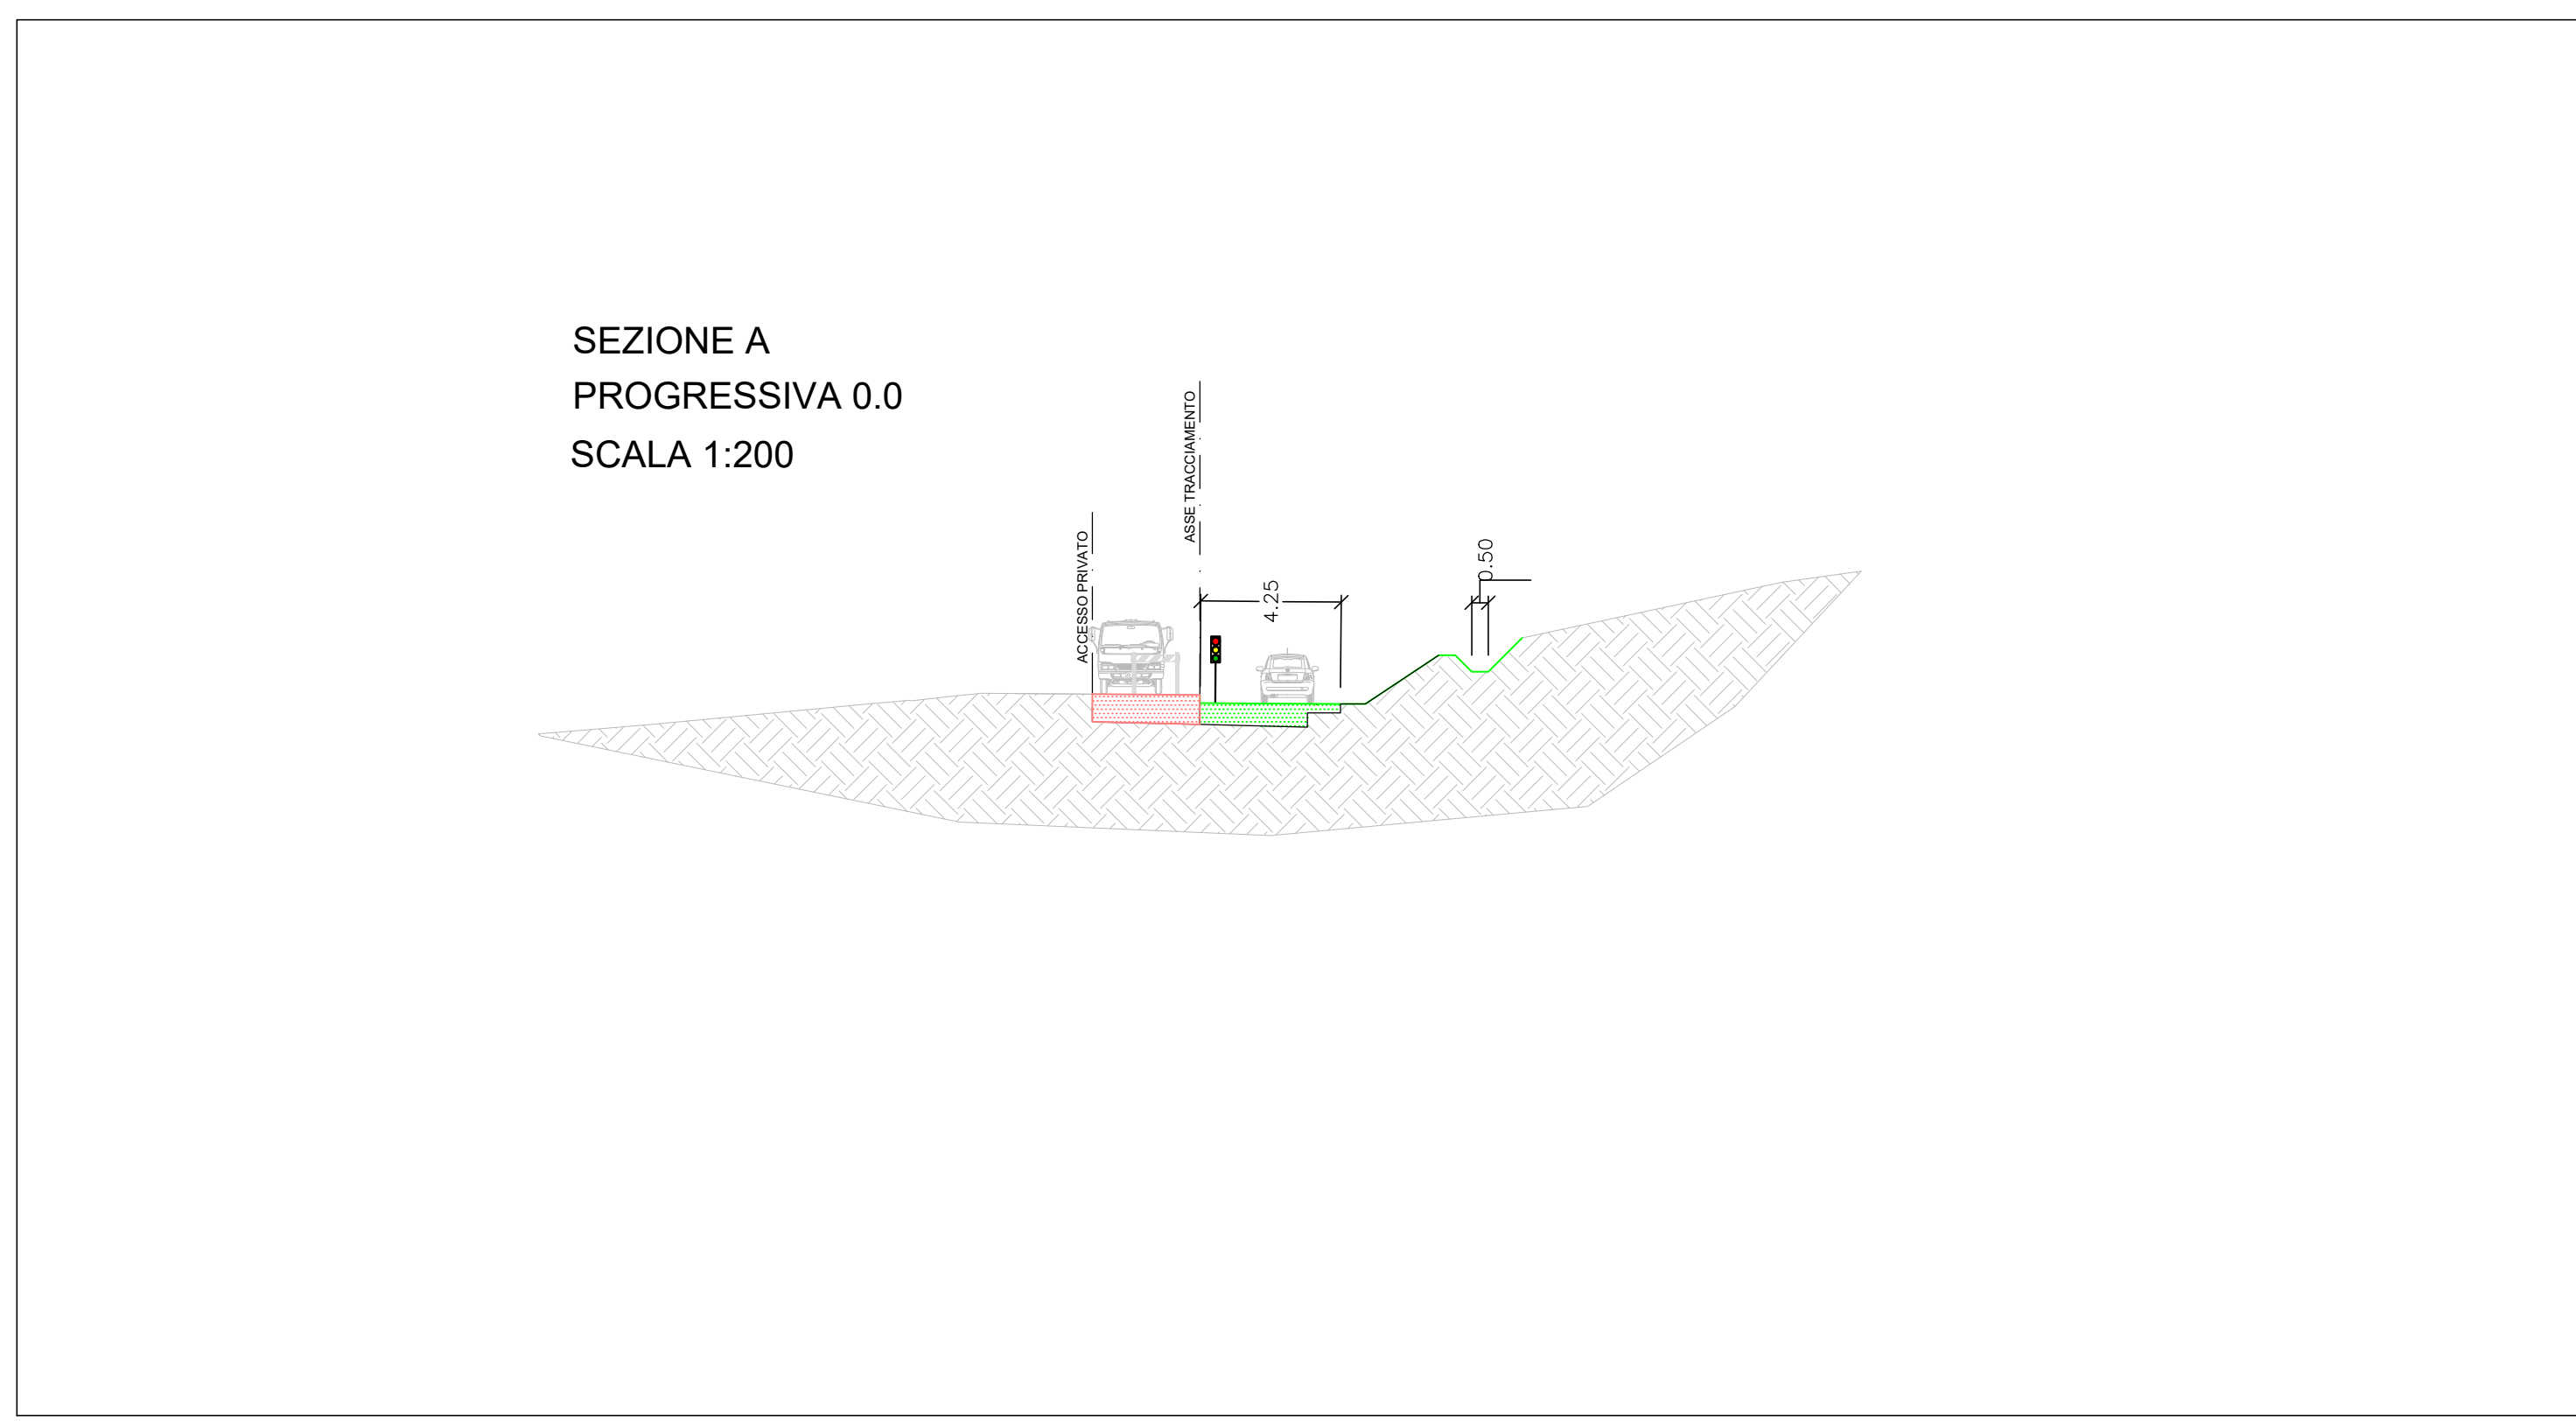 SEZIONE A
PROGRESSIVA 0.0
SCALA 1:200
ACCESSO PRIVATO
ASSE TRACCIAMENTO
4.25
0.50